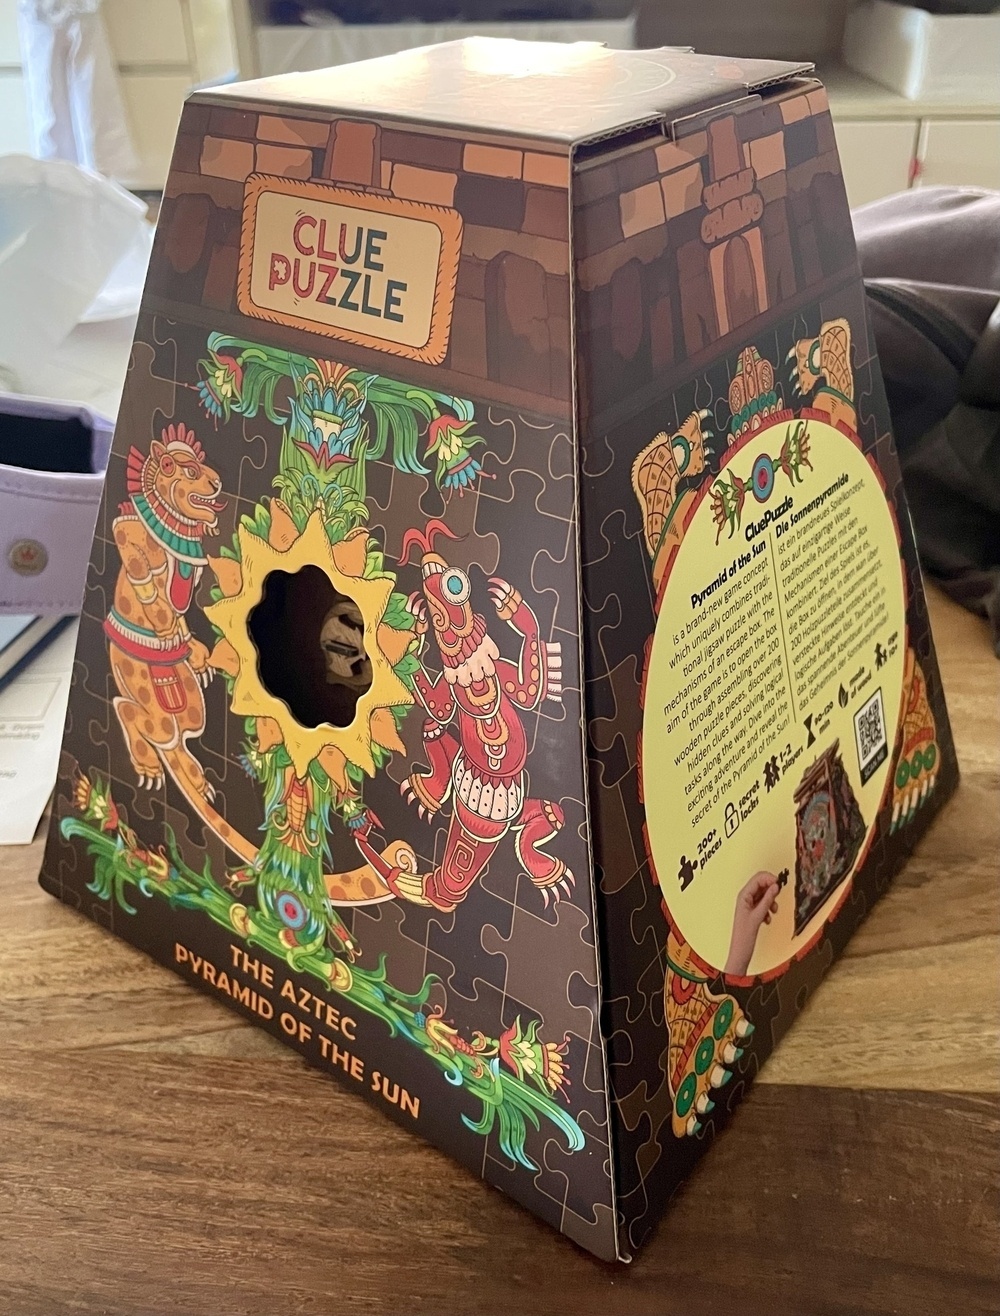 CLUE
PUZZLE
THE AZTEC
PYRAMID OF THE SUN
CluePuzzle
Pyramid of the Sun
is a brand-new game concept
which uniquely combines tradi-
tional jigsaw puzzle with the
mechanisms of an escape box. The
aim of the game is to open the box
through assembling over 200
wooden puzzle pieces, discovering
hidden clues and solving logical
tasks along the way. Dive into the
exciting adventure and reveal the
secret of the Pyramid of the Sun!
Die Sonnenpyramide
ist ein brandneues Spielkonzept,
das auf einzigartige Weise
traditionelle Puzzles mit den
Mechanismen einer Escape Box
kombiniert. Ziel des Spiels ist es,
die Box zu öffnen, in dem man über
200 Holzpuzzleteile zusammensetzt,
versteckte Hinweise entdeckt und
logische Aufgaben löst. Tauche in
das spannende Abenteuer und lüfte
Geheimnis der Sonnenpyramide!
200+
pieces
secret
locks
1-2
players
90-120